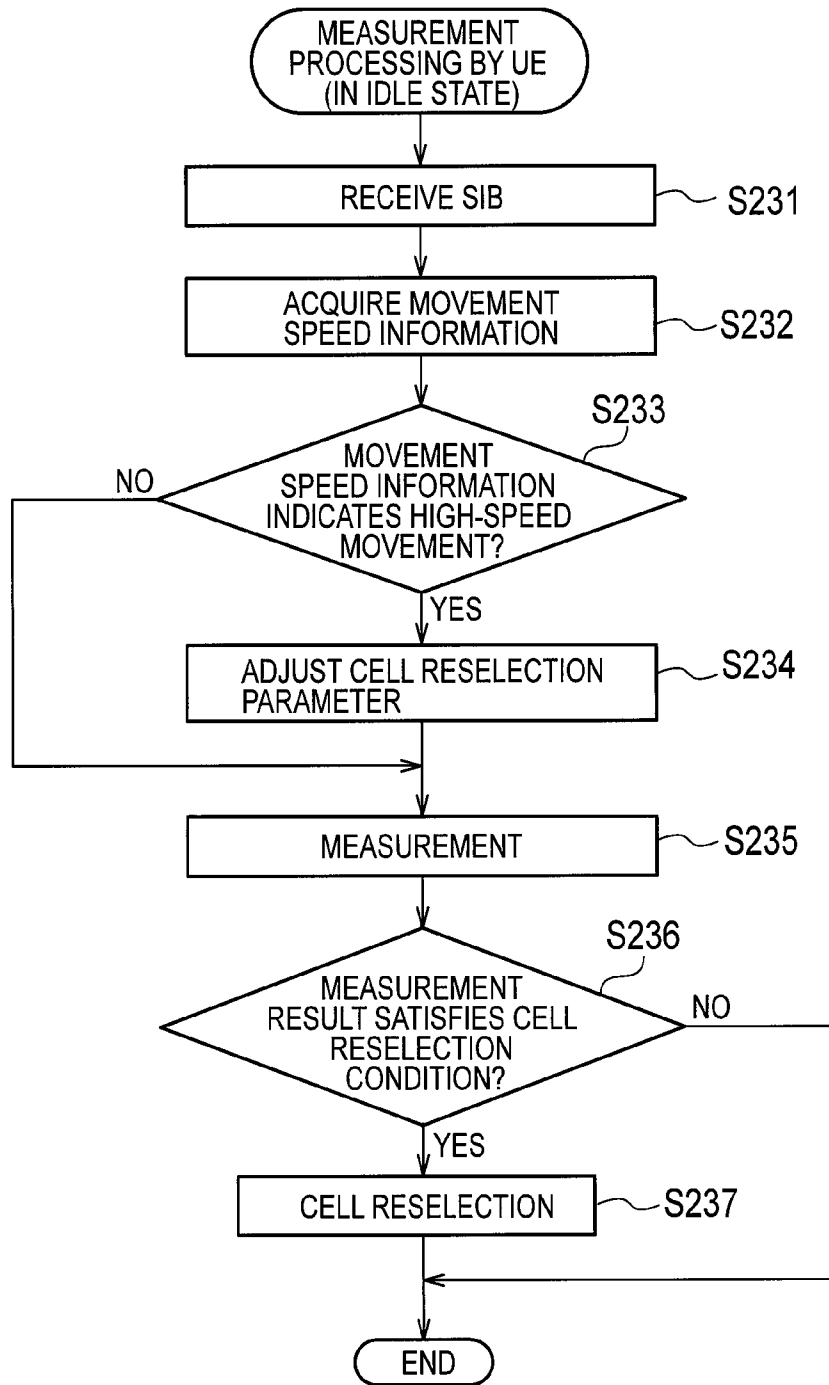 MEASUREMENT
PROCESSING BY UE
(IN IDLE STATE)
RECEIVE SIB
S231
ACQUIRE MOVEMENT
SPEED INFORMATION
S232
S233
MOVEMENT
SPEED INFORMATION
INDICATES HIGH-SPEED
MOVEMENT?
NO
YES
ADJUST CELL RESELECTION
PARAMETER
S234
MEASUREMENT
S235
S236
MEASUREMENT
RESULT SATISFIES CELL
RESELECTION
CONDITION?
NO
YES
CELL RESELECTION
S237
END